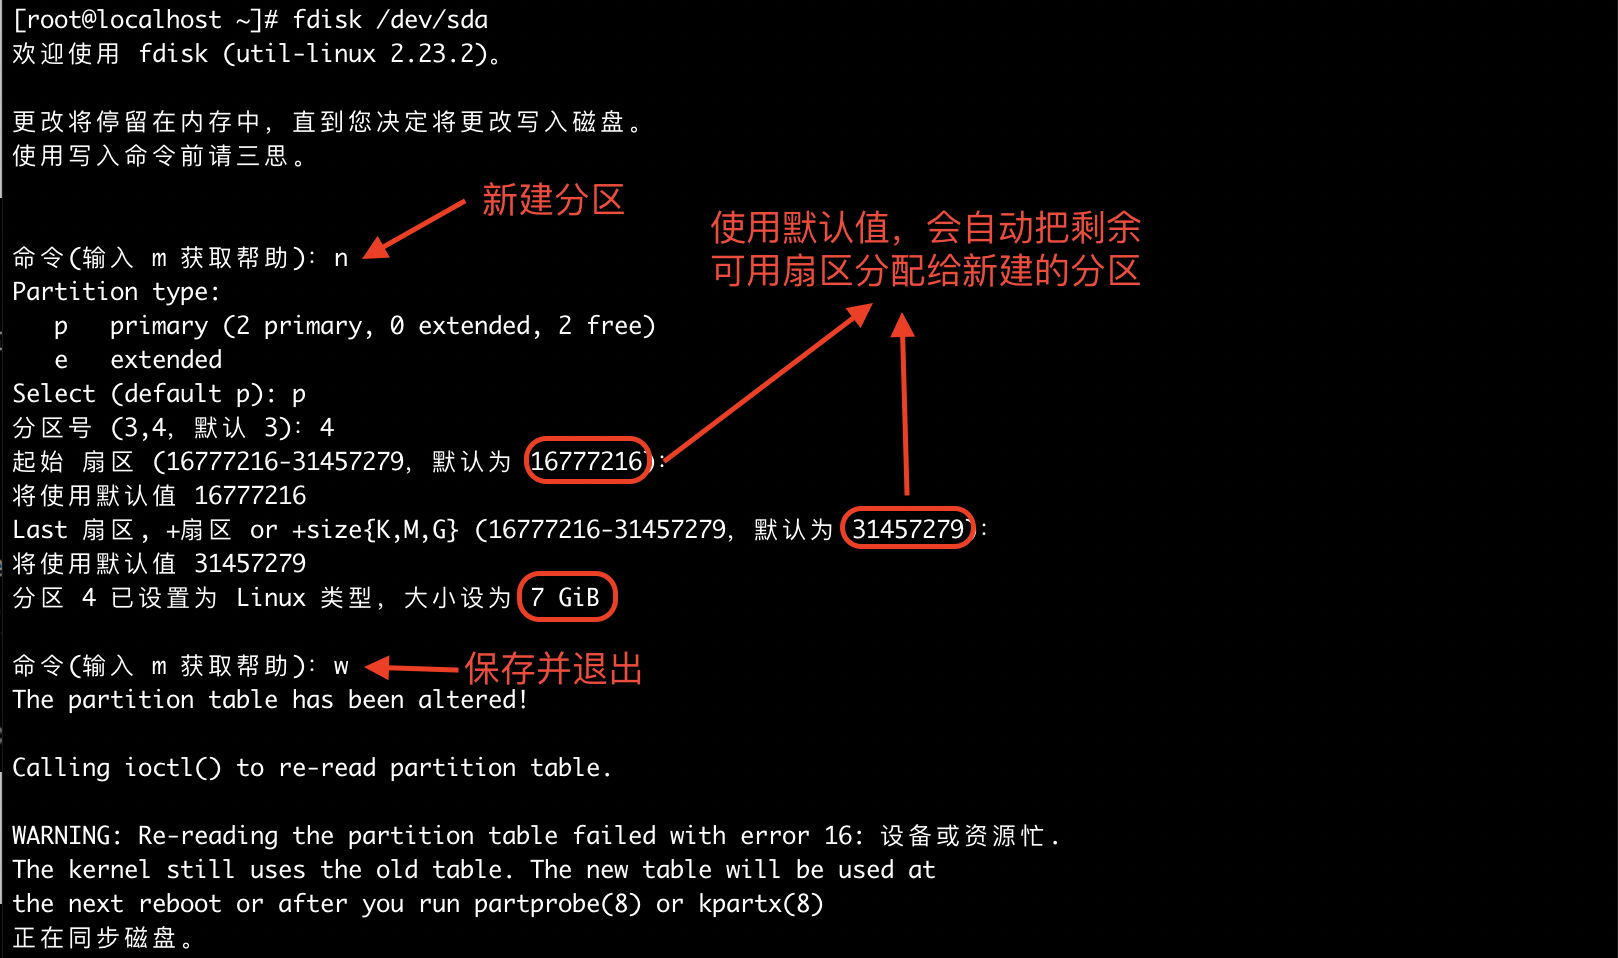 [root@localhost ~]# fdisk /dev/sda
欢迎使用 fdisk (util-linux 2.23.2)。
更改将停留在内存中，直到您决定将更改写入磁盘。
使用写入命令前请三思。
新建分区
使用默认值，会自动把剩余
可用扇区分配给新建的分区
命令(输入 m 获取帮助)：n
Partition type:
   p   primary (2 primary, 0 extended, 2 free)
   e   extended
Select (default p): p
分区号 (3,4，默认 3)：4
起始 扇区 (16777216-31457279，默认为 16777216)：
将使用默认值 16777216
Last 扇区, +扇区 or +size{K,M,G} (16777216-31457279，默认为 31457279)：
将使用默认值 31457279
分区 4 已设置为 Linux 类型，大小设为 7 GiB
命令(输入 m 获取帮助)：w
保存并退出
The partition table has been altered!
Calling ioctl() to re-read partition table.
WARNING: Re-reading the partition table failed with error 16: 设备或资源忙.
The kernel still uses the old table. The new table will be used at
the next reboot or after you run partprobe(8) or kpartx(8)
正在同步磁盘。